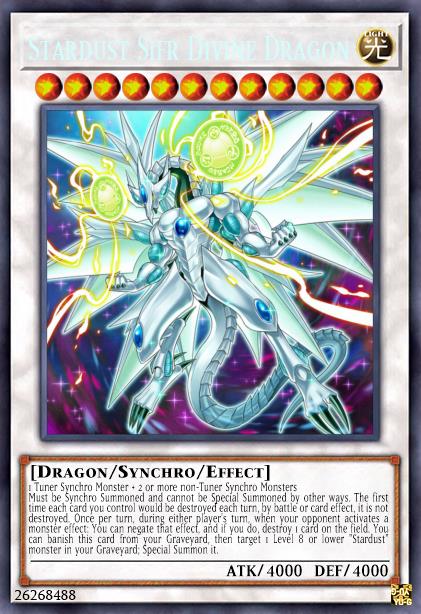 Stardust Sifr Divine Dragon
LIGHT
光
[Dragon/Synchro/Effect]
1 Tuner Synchro Monster + 2 or more non-Tuner Synchro Monsters
Must be Synchro Summoned and cannot be Special Summoned by other ways. The first
time each card you control would be destroyed each turn, by battle or card effect, it is not
destroyed. Once per turn, during either player's turn, when your opponent activates a
monster effect: You can negate that effect, and if you do, destroy 1 card on the field. You
can banish this card from your Graveyard, then target 1 Level 8 or lower "Stardust"
monster in your Graveyard; Special Summon it.
ATK/4000 DEF/4000
26268488